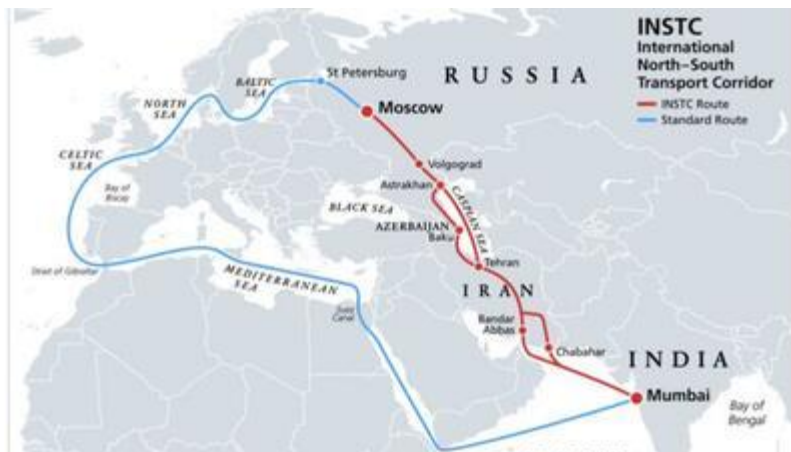 INSTC
International
North–South
Transport Corridor
INSTC Route
Standard Route
RUSSIA
St Petersburg
BALTIC
SEA
NORTH
SEA
Moscow
CELTIC
SEA
Volgograd
Bay of
Biscay
Astrakhan
CASPIAN SEA
BLACK SEA
AZERBAIJAN
Baku
Tehran
Strait of Gibraltar
MEDITERRANEAN
SEA
IRAN
Suez
Canal
Bandar
Abbas
Chabahar
INDIA
Mumbai
Bay of
Bengal